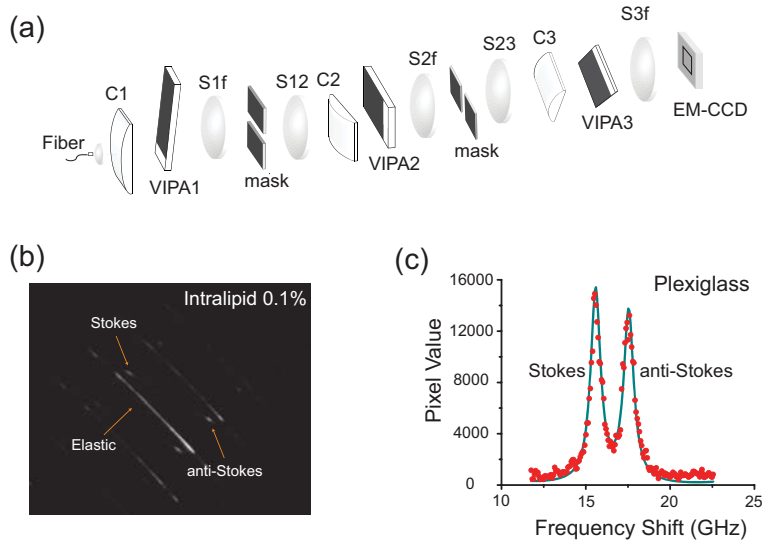 (a)
Fiber
C1
VIPA1
S1f
mask
S12
C2
VIPA2
S2f
mask
S23
C3
VIPA3
S3f
EM-CCD
(b)
Intralipid 0.1%
Stokes
Elastic
anti-Stokes
(c)
Plexiglass
Stokes
anti-Stokes
Pixel Value
16000
12000
8000
4000
0
10
15
20
25
Frequency Shift (GHz)